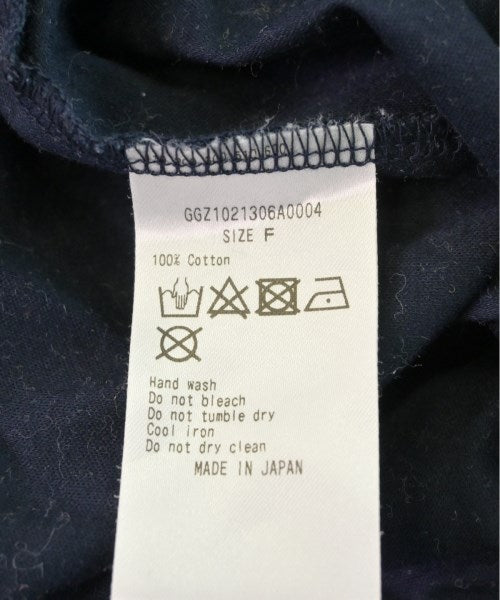 GGZ1021306A0004
SIZE F
100% Cotton
Hand wash
Do not bleach
Do not tumble dry
Cool iron
Do not dry clean
MADE IN JAPAN